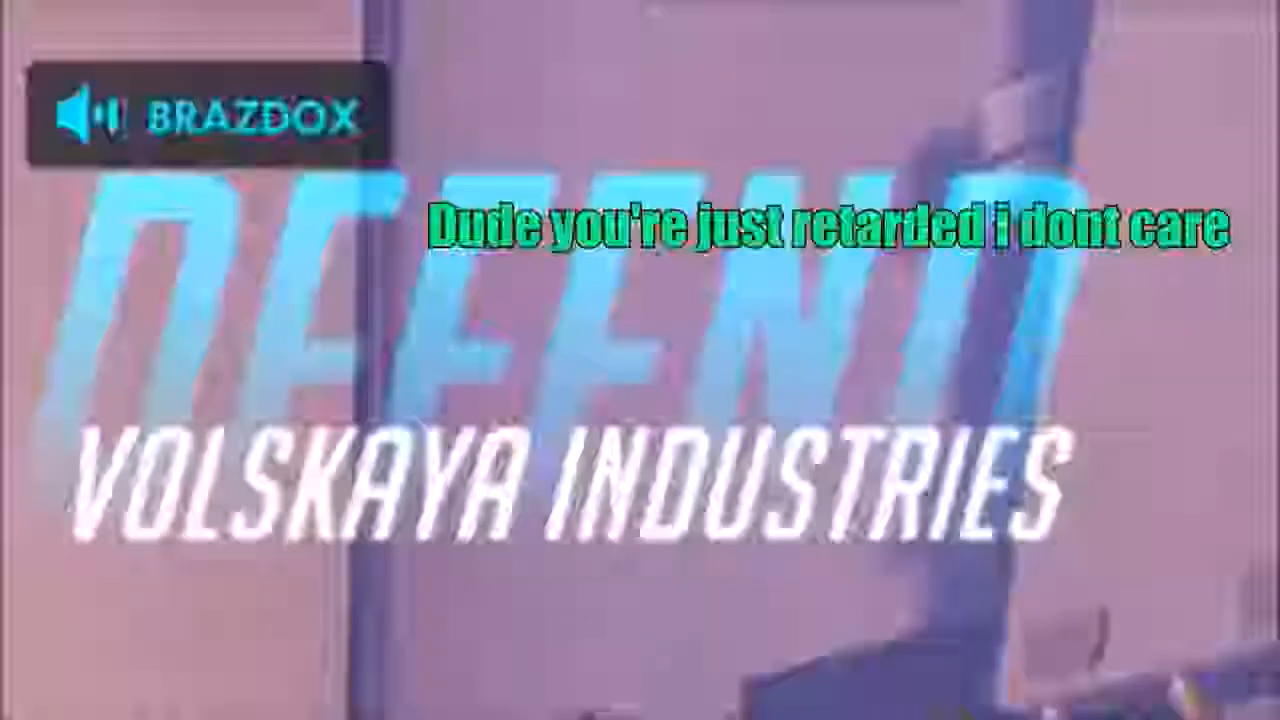 BRAZDOX
Dude you're just retarded i dont care
DEFEND
VOLSKAYA INDUSTRIES